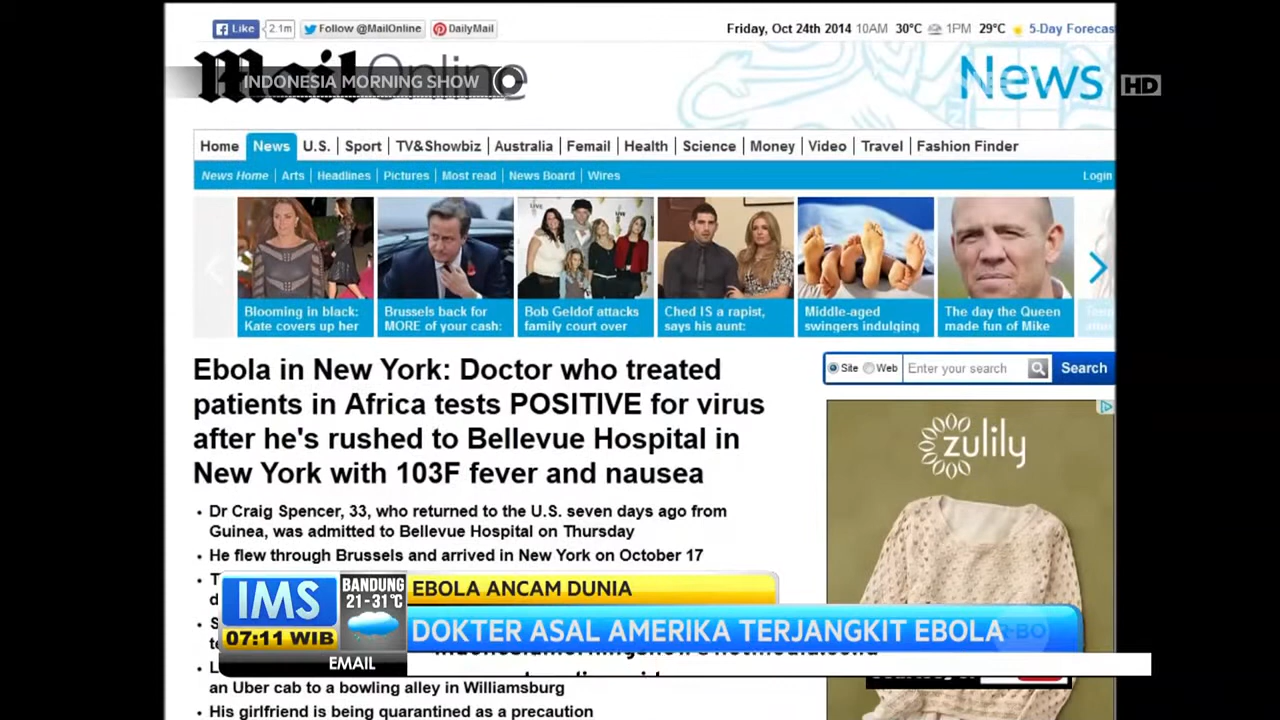 Like 2.1m Follow @MailOnline DailyMail
Friday, Oct 24th 2014 10AM 30°C 1PM 29°C 5-Day Forecas
Mail Online
INDONESIA MORNING SHOW
News
HD
Home News U.S. Sport TV&Showbiz Australia Femail Health Science Money Video Travel Fashion Finder
News Home Arts Headlines Pictures Most read News Board Wires Login
Blooming in black:
Kate covers up her
Brussels back for
MORE of your cash:
Bob Geldof attacks
family court over
Ched IS a rapist,
says his aunt:
Middle-aged
swingers indulging
The day the Queen
made fun of Mike
Ebola in New York: Doctor who treated
patients in Africa tests POSITIVE for virus
after he's rushed to Bellevue Hospital in
New York with 103F fever and nausea
Site Web Enter your search Search
zulily
• Dr Craig Spencer, 33, who returned to the U.S. seven days ago from
Guinea, was admitted to Bellevue Hospital on Thursday
• He flew through Brussels and arrived in New York on October 17
IMS
07:11 WIB
BANDUNG
21-31°C
EBOLA ANCAM DUNIA
DOKTER ASAL AMERIKA TERJANGKIT EBOLA
EMAIL
an Uber cab to a bowling alley in Williamsburg
• His girlfriend is being quarantined as a precaution